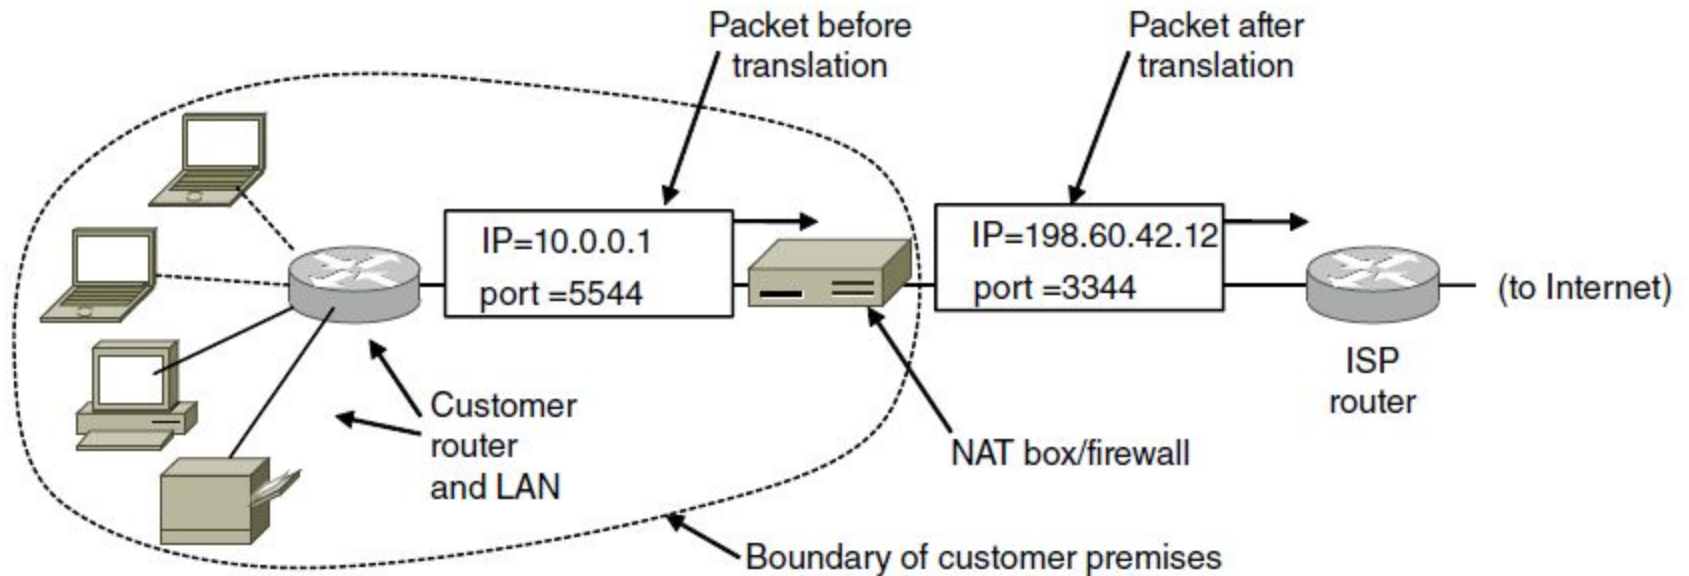 Packet before
translation
Packet after
translation
IP=10.0.0.1
port =5544
IP=198.60.42.12
port =3344
(to Internet)
ISP
router
Customer
router
and LAN
NAT box/firewall
Boundary of customer premises